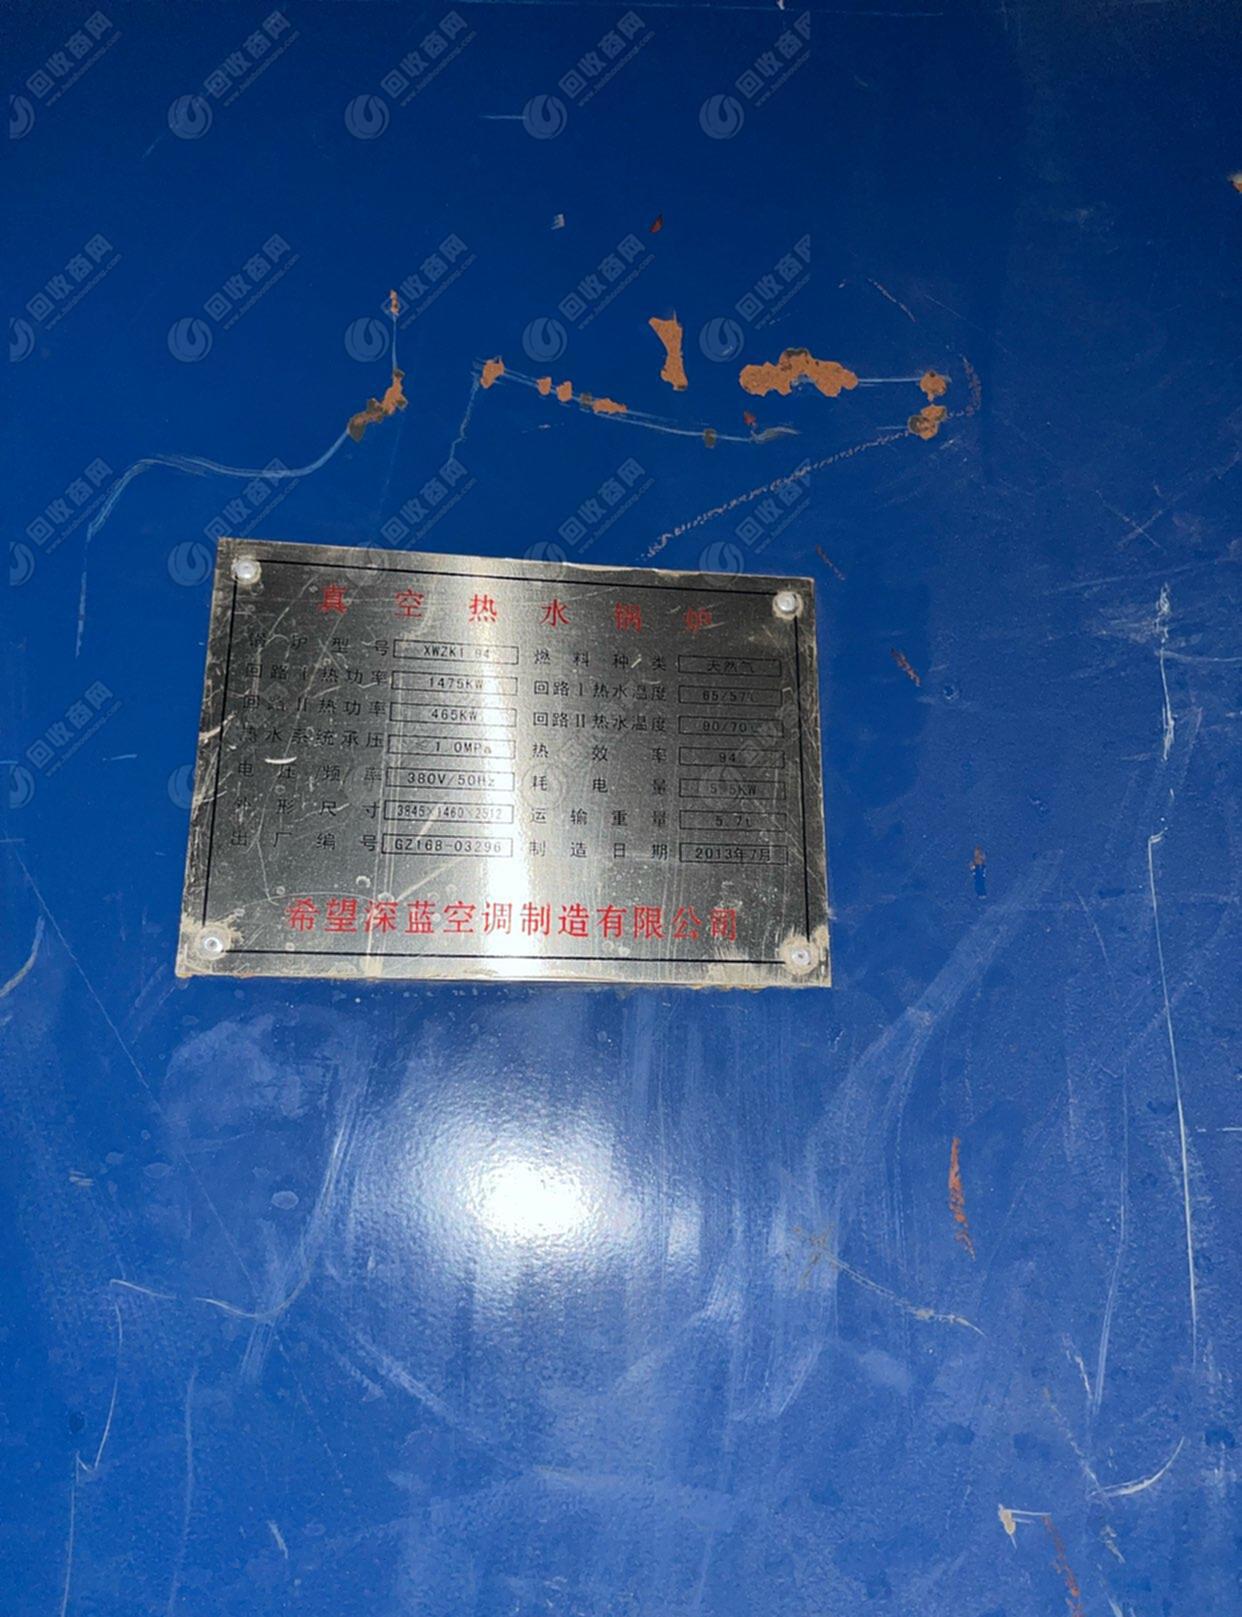 真空热水锅炉
锅炉型号 XWZK1.94 燃料种类 天然气
回路I热功率 1475KW 回路I热水温度 65/57℃
回路II热功率 465KW 回路II热水温度 80/70℃
热水系统承压 ≤1.0MPa 热效率 94
电压/频率 380V/50Hz 耗电量 5.5KW
外形尺寸 3845×1460×2512 运输重量 5.7t
出厂编号 GZ16B-03296 制造日期 2013年7月
希望深蓝空调制造有限公司
回收商网